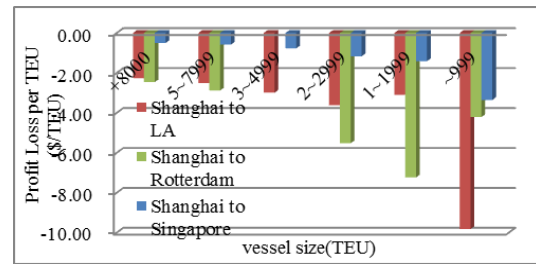 0.00
-2.00
-4.00
-6.00
-8.00
-10.00
Profit Loss per TEU
($/TEU)
+8000
5~7999
3~4999
2~2999
1~1999
~999
Shanghai to
LA
Shanghai to
Rotterdam
Shanghai to
Singapore
vessel size(TEU)